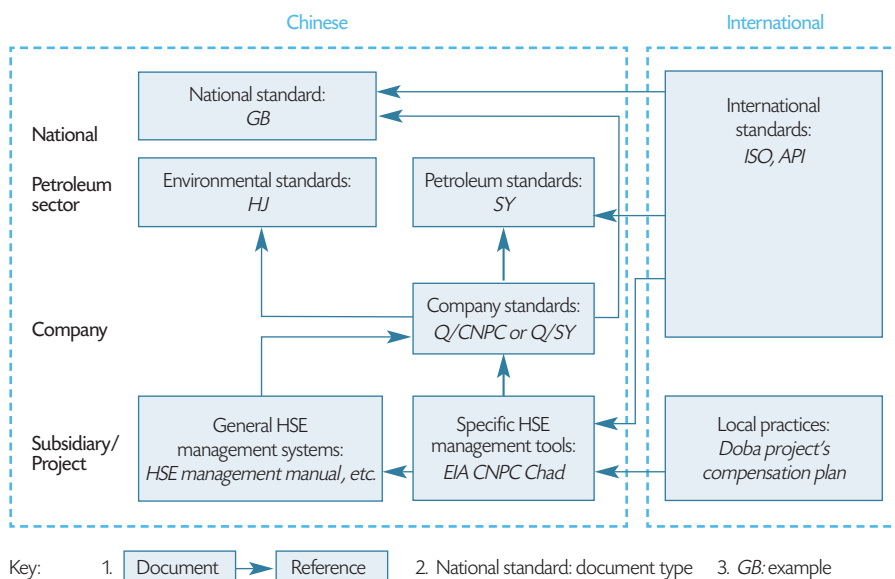 Chinese
International
National
Petroleum
sector
Company
Subsidiary/
Project
National standard:
GB
Environmental standards:
HJ
Petroleum standards:
SY
Company standards:
Q/CNPC or Q/SY
General HSE
management systems:
HSE management manual, etc.
Specific HSE
management tools:
EIA CNPC Chad
International
standards:
ISO, API
Local practices:
Doba project's
compensation plan
Key: 1. Document Reference 2. National standard: document type 3. GB: example